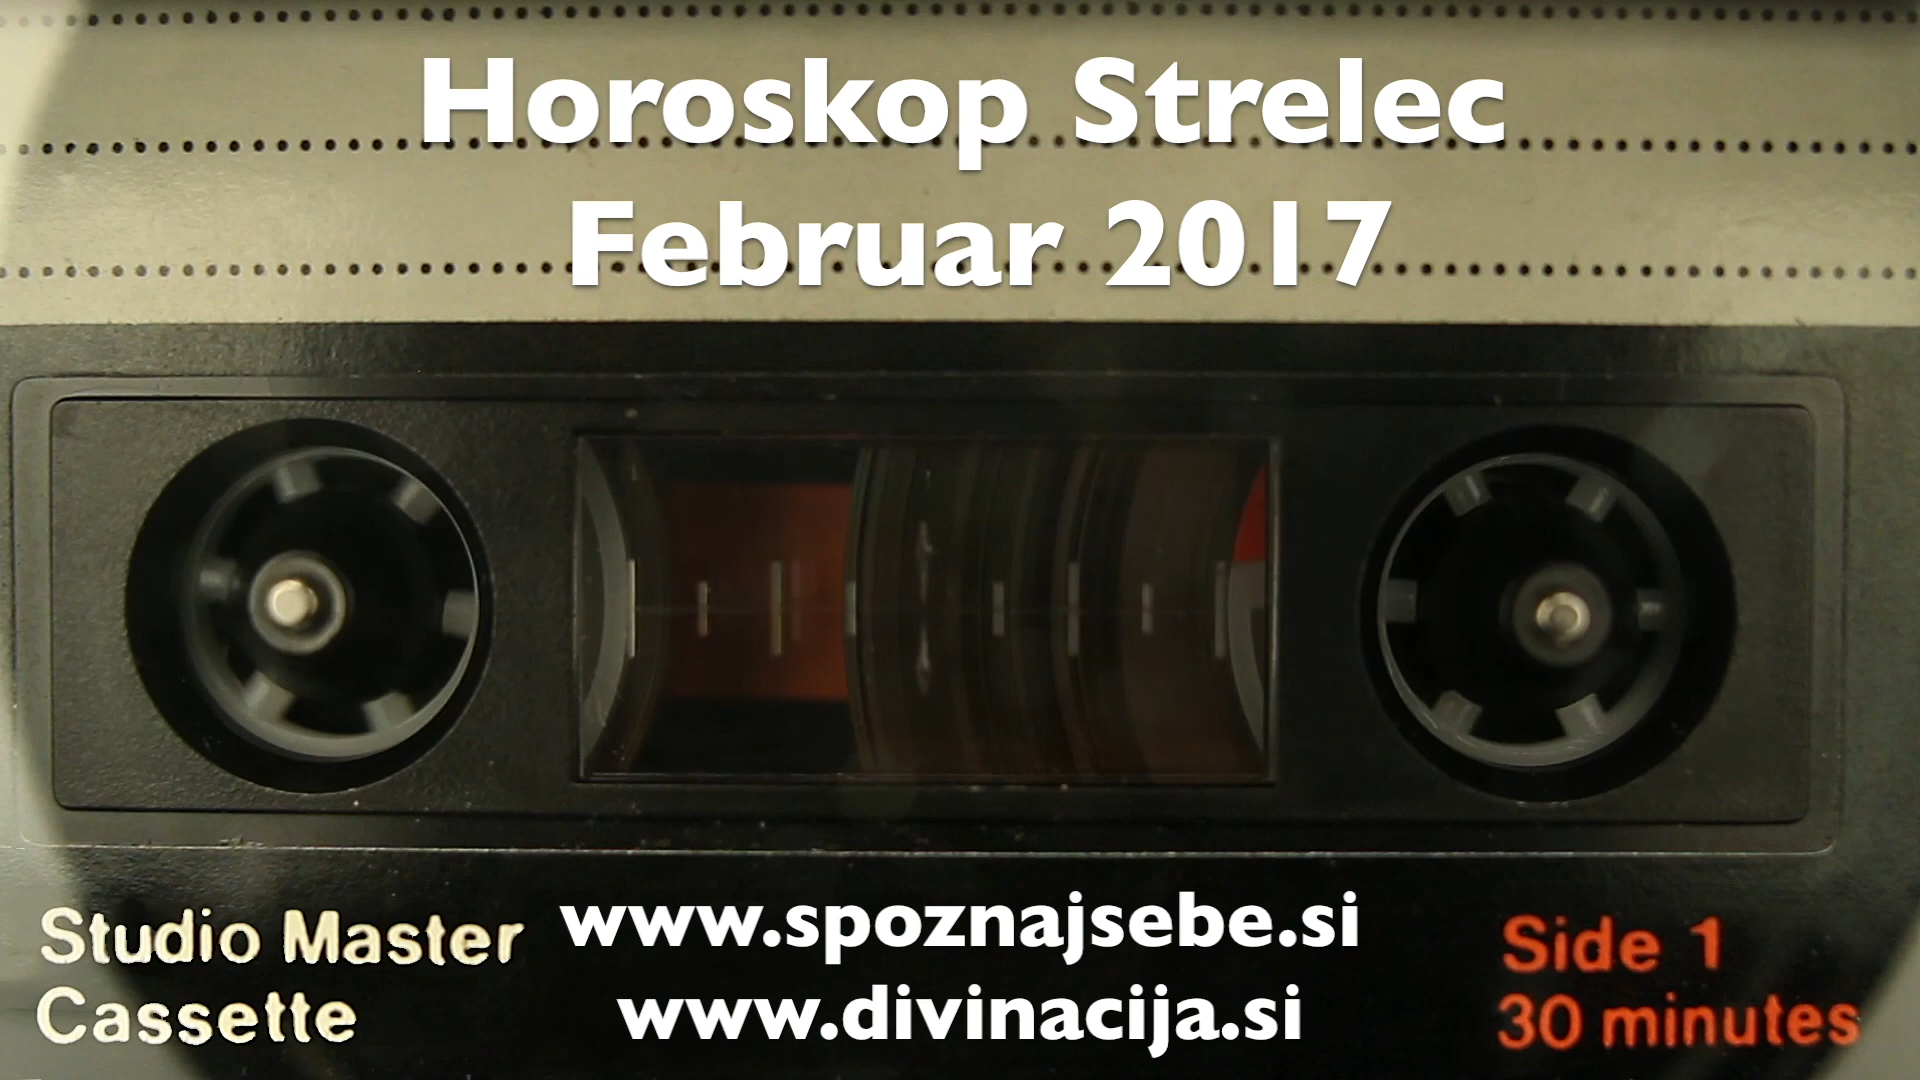 Horoskop Strelec
Februar 2017
Studio Master
Cassette
www.spoznajsebe.si
www.divinacija.si
Side 1
30 minutes